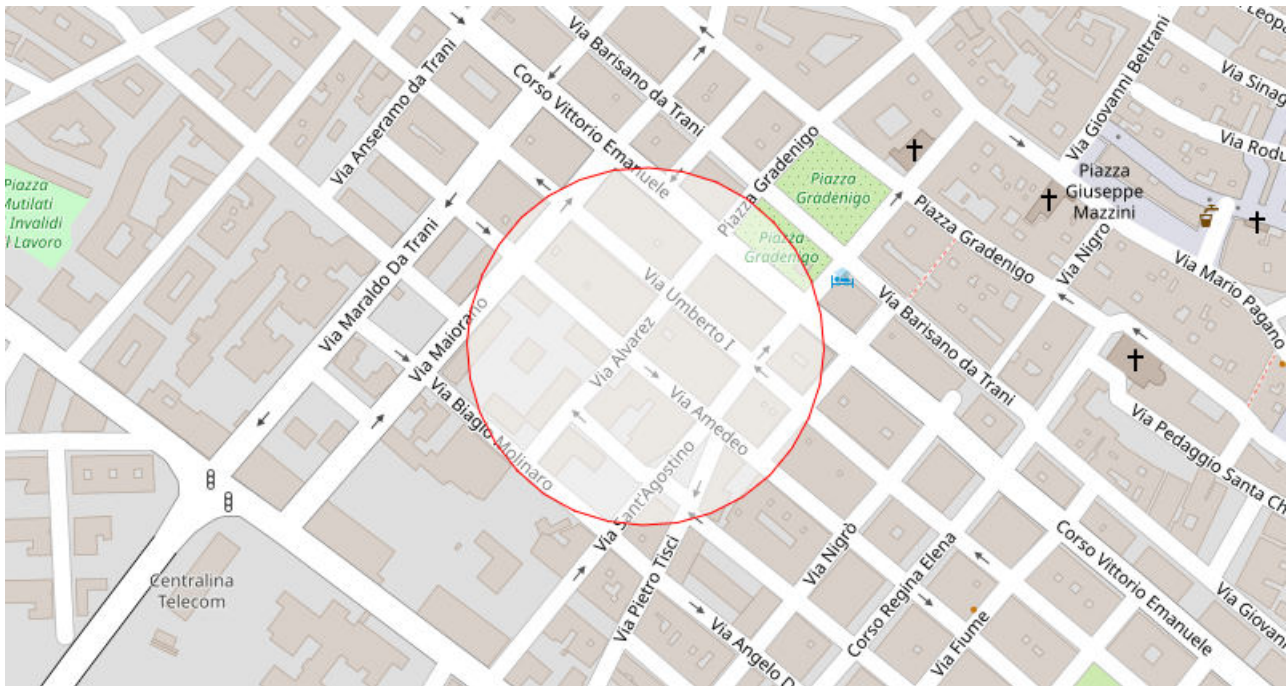 Via Leopo
Via Barisano da Trani
Corso Vittorio Emanuele
Via Anseramo da Trani
Via Giovanni Beltrani
Via Sinag
Via Rodu
Piazza Gradenigo
Piazza
Gradenigo
Piazza
Giuseppe
Mazzini
Piazza
Mutilati
Invalidi
l Lavoro
Piazza
Gradenigo
Piazza Gradenigo
Via Nigro
Via Mario Pagano
Via Maraldo Da Trani
Via Maiorano
Via Umberto I
Via Alvarez
Via Barisano da Trani
Via Biagio Molinaro
Via Amedeo
Via Pedaggio Santa Ch
Via Sant'Agostino
Centralina
Telecom
Via Pietro Tisci
Via Nigrò
Corso Regina Elena
Corso Vittorio Emanuele
Via Giovann
Via Fiume
Via Angelo D